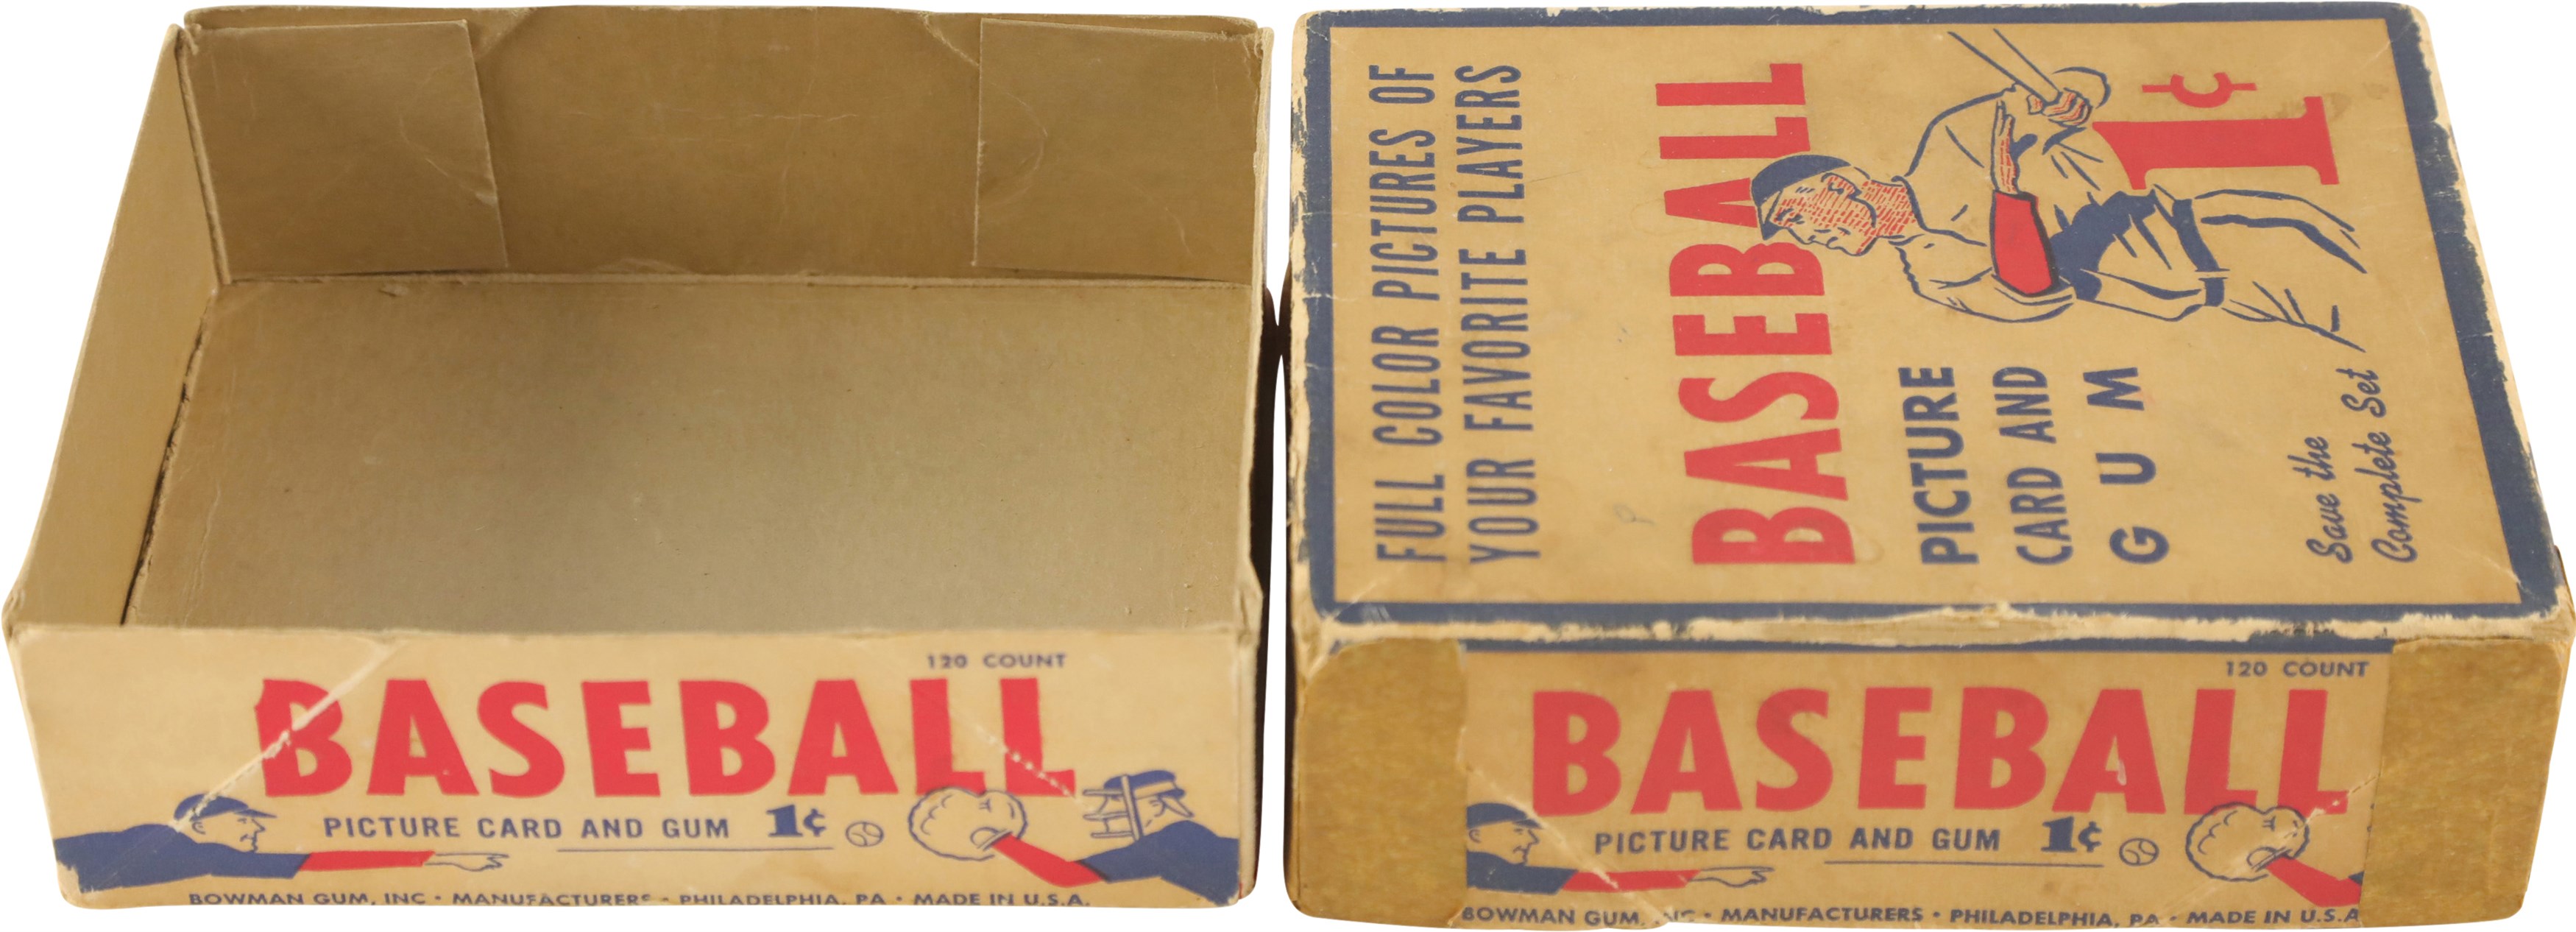 120 COUNT
BASEBALL
PICTURE CARD AND GUM 1¢
BOWMAN GUM, INC • MANUFACTURERS • PHILADELPHIA, PA • MADE IN U.S.A.
FULL COLOR PICTURES OF
YOUR FAVORITE PLAYERS
BASEBALL
1¢
PICTURE
CARD AND
GUM
Save the
Complete Set
120 COUNT
BASEBALL
PICTURE CARD AND GUM 1¢
BOWMAN GUM, INC • MANUFACTURERS • PHILADELPHIA, PA • MADE IN U.S.A